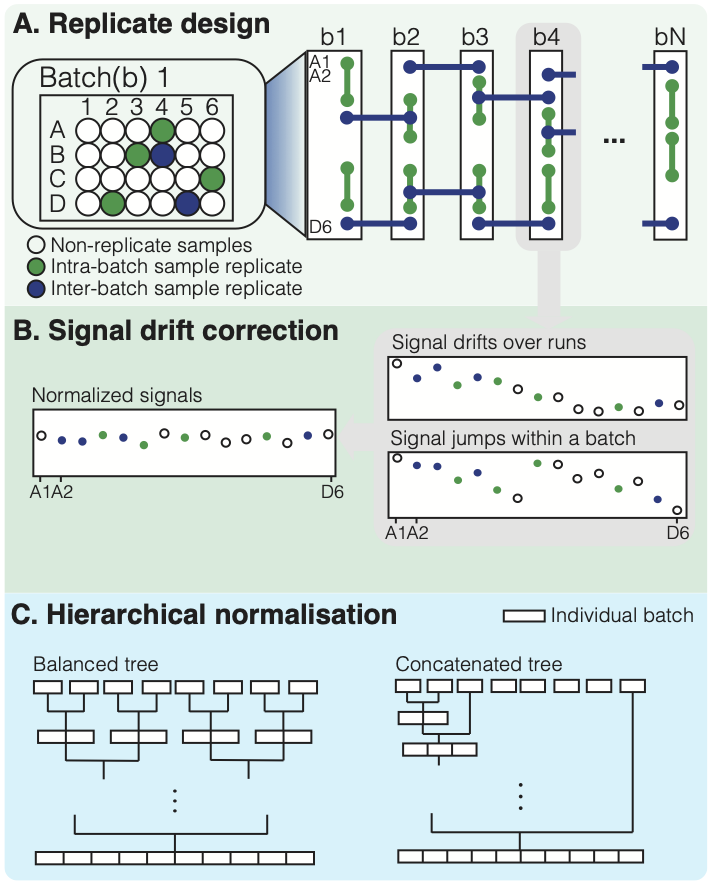 A. Replicate design
b1 b2 b3 b4 bN
Batch(b) 1
1 2 3 4 5 6
A
B
C
D
A1
A2
D6
...
Non-replicate samples
Intra-batch sample replicate
Inter-batch sample replicate
B. Signal drift correction
Signal drifts over runs
Normalized signals
A1A2 D6
Signal jumps within a batch
A1A2 D6
C. Hierarchical normalisation
Individual batch
Balanced tree
Concatenated tree